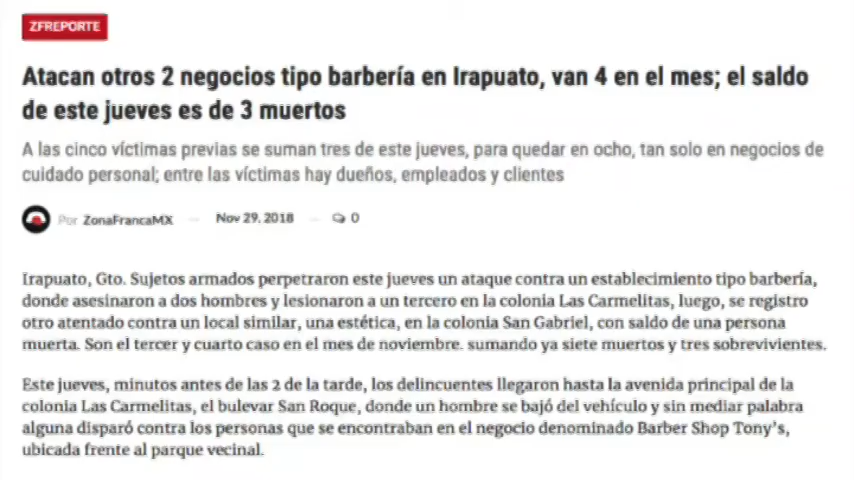 ZFREPORTE
Atacan otros 2 negocios tipo barbería en Irapuato, van 4 en el mes; el saldo
de este jueves es de 3 muertos
A las cinco víctimas previas se suman tres de este jueves, para quedar en ocho, tan solo en negocios de
cuidado personal; entre las víctimas hay dueños, empleados y clientes
Por ZonaFrancaMX — Nov 29, 2018 — 0
Irapuato, Gto. Sujetos armados perpetraron este jueves un ataque contra un establecimiento tipo barbería,
donde asesinaron a dos hombres y lesionaron a un tercero en la colonia Las Carmelitas, luego, se registro
otro atentado contra un local similar, una estética, en la colonia San Gabriel, con saldo de una persona
muerta. Son el tercer y cuarto caso en el mes de noviembre. sumando ya siete muertos y tres sobrevivientes.
Este jueves, minutos antes de las 2 de la tarde, los delincuentes llegaron hasta la avenida principal de la
colonia Las Carmelitas, el bulevar San Roque, donde un hombre se bajó del vehículo y sin mediar palabra
alguna disparó contra los personas que se encontraban en el negocio denominado Barber Shop Tony's,
ubicada frente al parque vecinal.